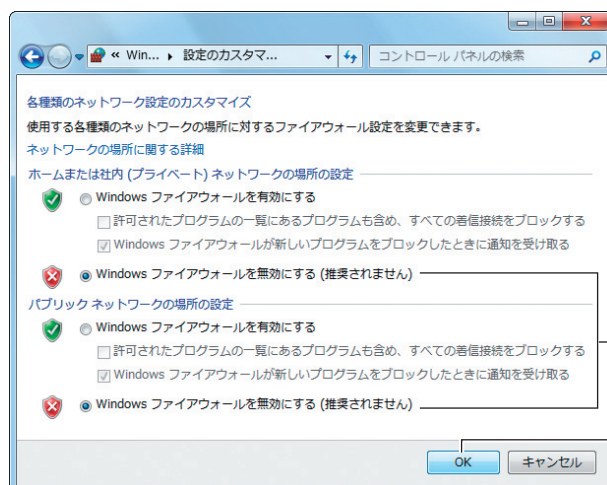 « Win... ▸ 設定のカスタマ...
コントロール パネルの検索
各種類のネットワーク設定のカスタマイズ
使用する各種類のネットワークの場所に対するファイアウォール設定を変更できます。
ネットワークの場所に関する詳細
ホームまたは社内 (プライベート) ネットワークの場所の設定
Windows ファイアウォールを有効にする
許可されたプログラムの一覧にあるプログラムも含め、すべての着信接続をブロックする
Windows ファイアウォールが新しいプログラムをブロックしたときに通知を受け取る
Windows ファイアウォールを無効にする (推奨されません)
パブリック ネットワークの場所の設定
Windows ファイアウォールを有効にする
許可されたプログラムの一覧にあるプログラムも含め、すべての着信接続をブロックする
Windows ファイアウォールが新しいプログラムをブロックしたときに通知を受け取る
Windows ファイアウォールを無効にする (推奨されません)
OK
キャンセル